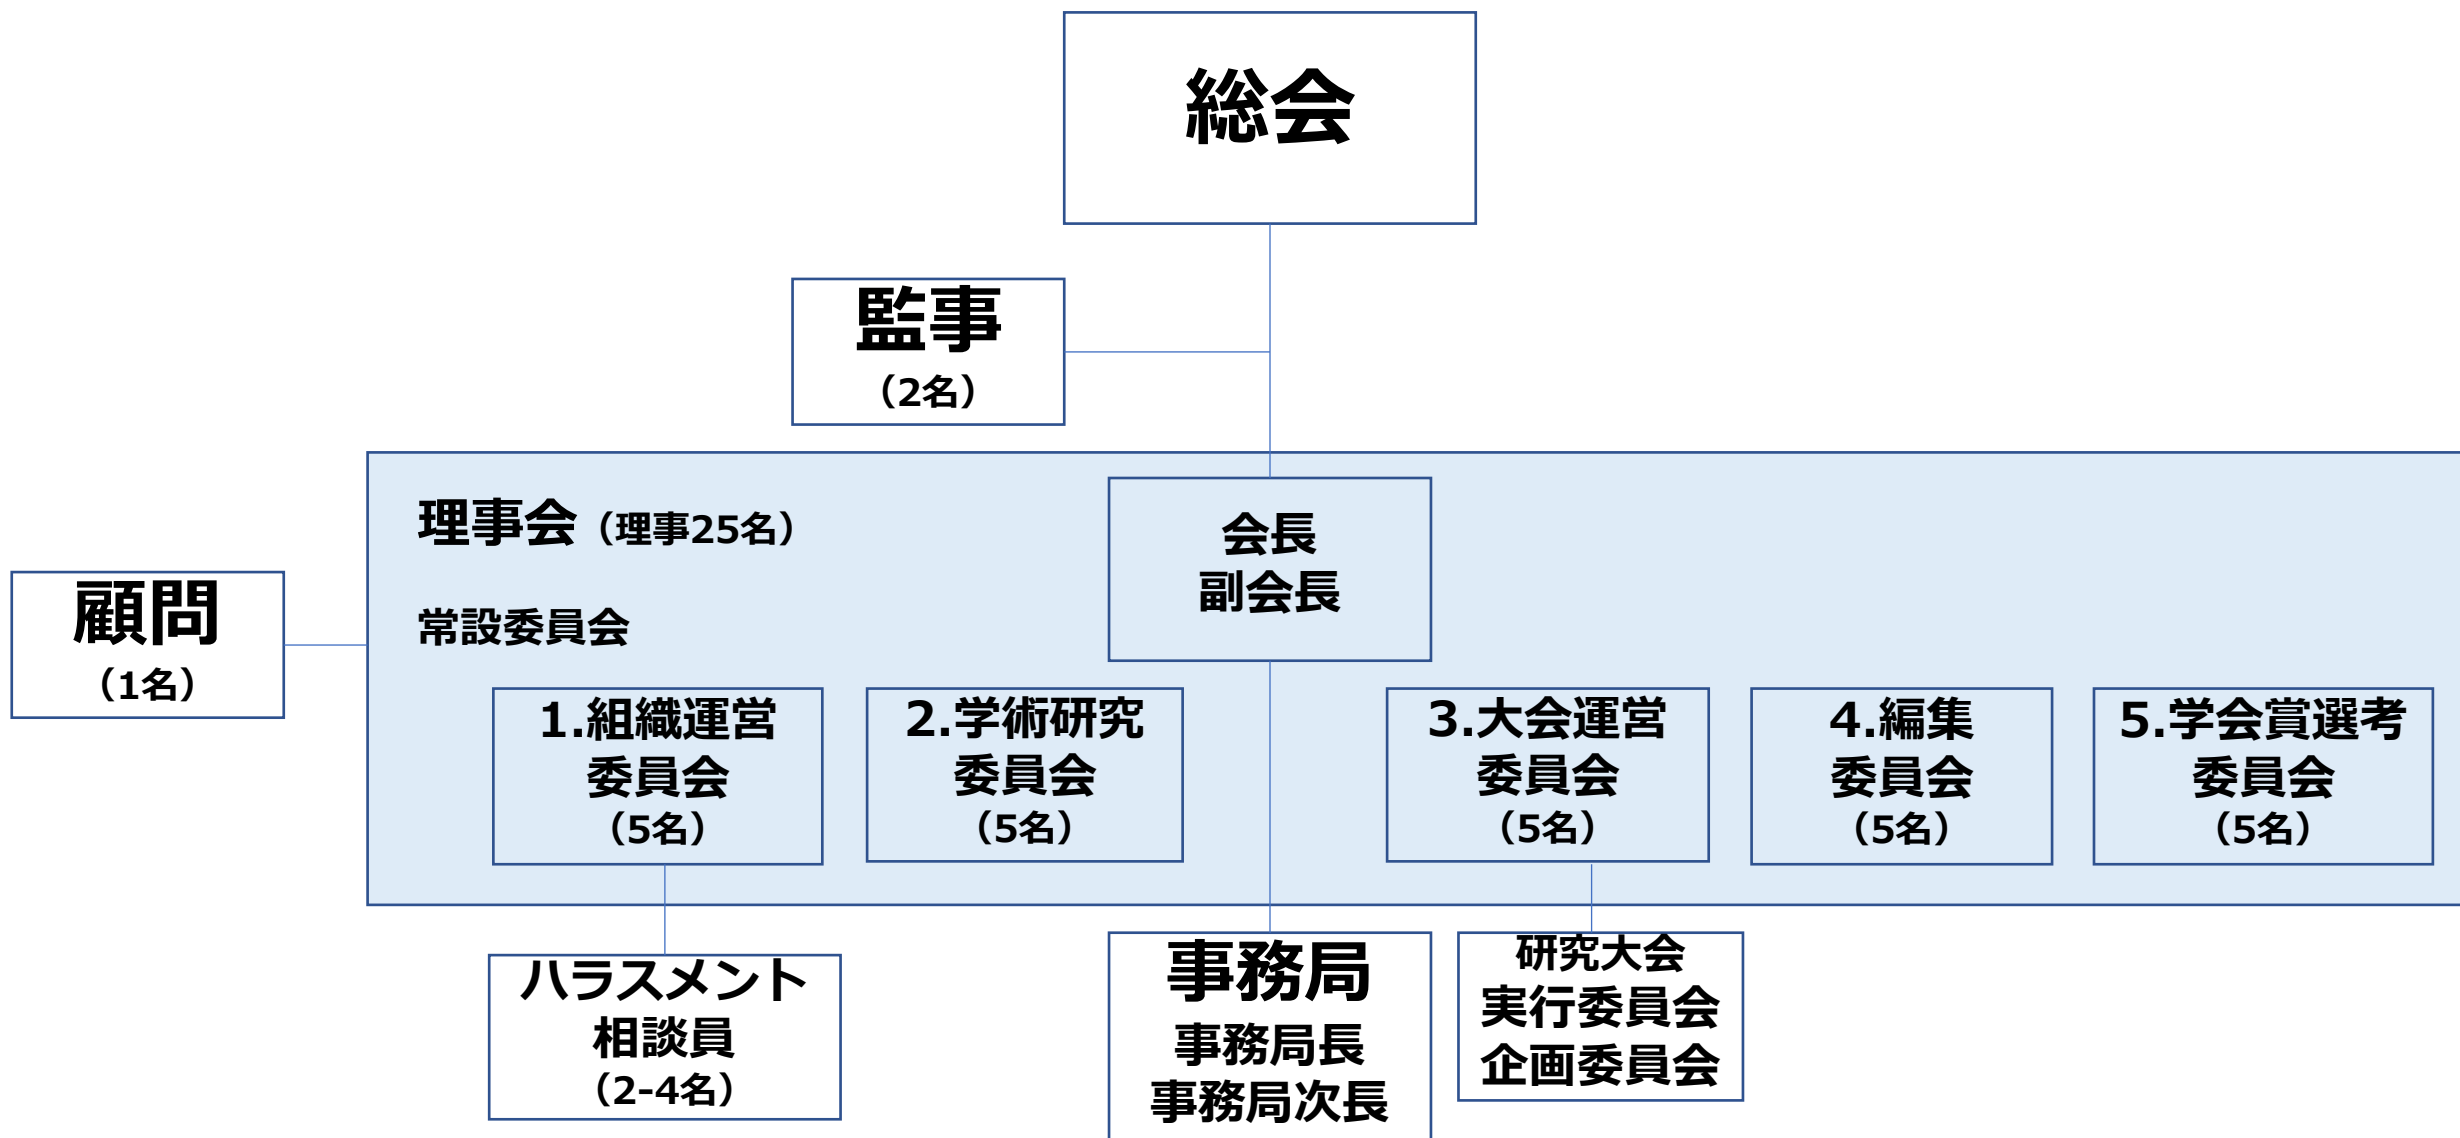 総会
監事
（2名）
理事会（理事25名）
会長
副会長
顧問
（1名）
常設委員会
1.組織運営
委員会
（5名）
2.学術研究
委員会
（5名）
3.大会運営
委員会
（5名）
4.編集
委員会
（5名）
5.学会賞選考
委員会
（5名）
ハラスメント
相談員
（2-4名）
事務局
事務局長
事務局次長
研究大会
実行委員会
企画委員会